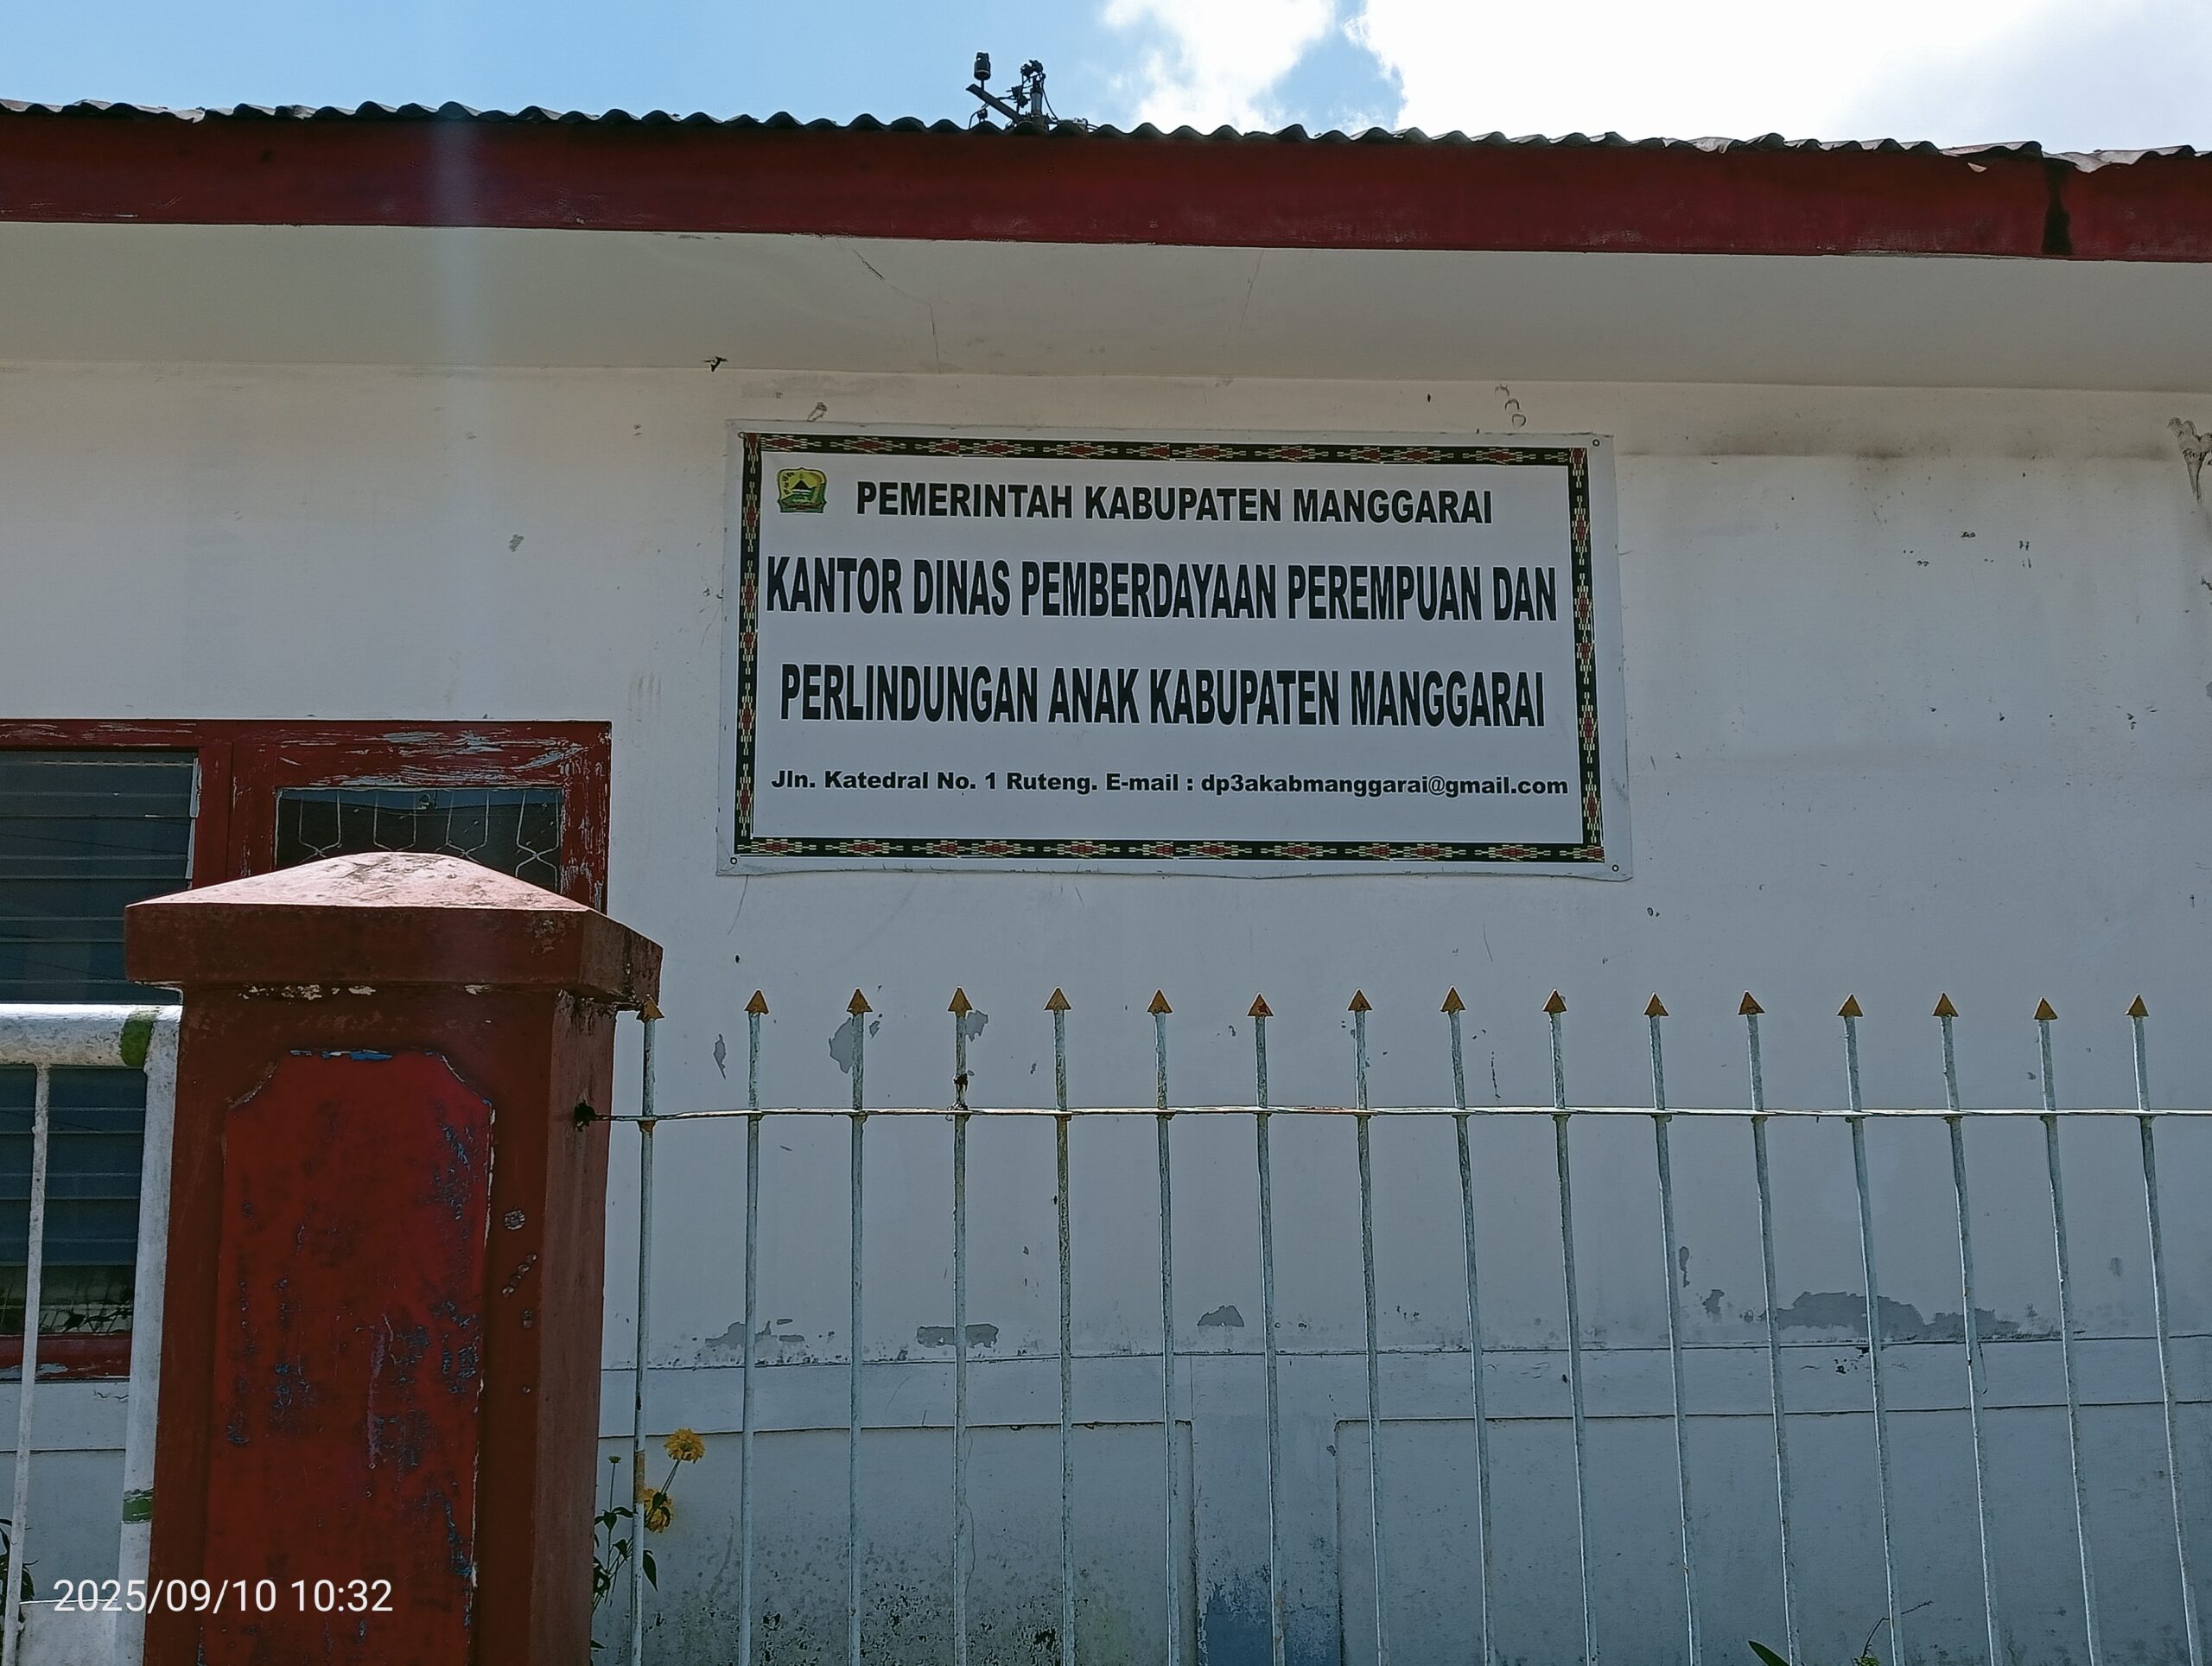 PEMERINTAH KABUPATEN MANGGARAI
KANTOR DINAS PEMBERDAYAAN PEREMPUAN DAN
PERLINDUNGAN ANAK KABUPATEN MANGGARAI
Jln. Katedral No. 1 Ruteng. E-mail : dp3akabmanggarai@gmail.com
2025/09/10 10:32